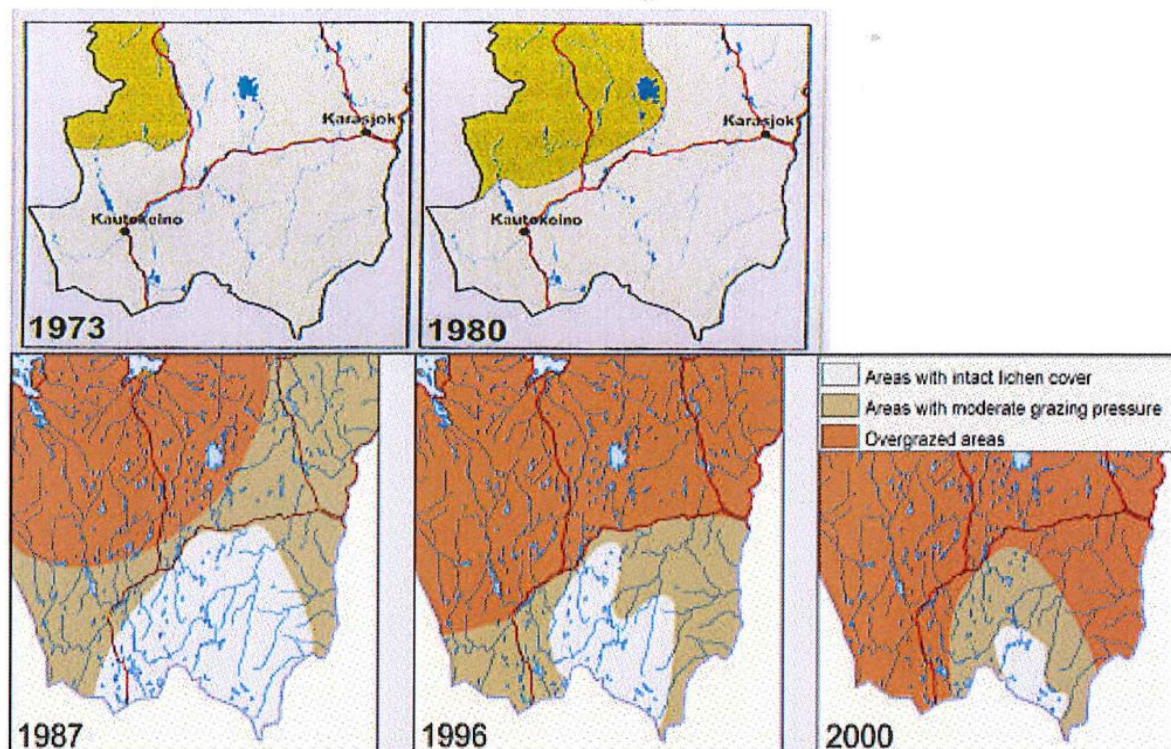 Karasjok
Kautokeino
1973
Karasjok
Kautokeino
1980
1987
1996
Areas with intact lichen cover
Areas with moderate grazing pressure
Overgrazed areas
2000